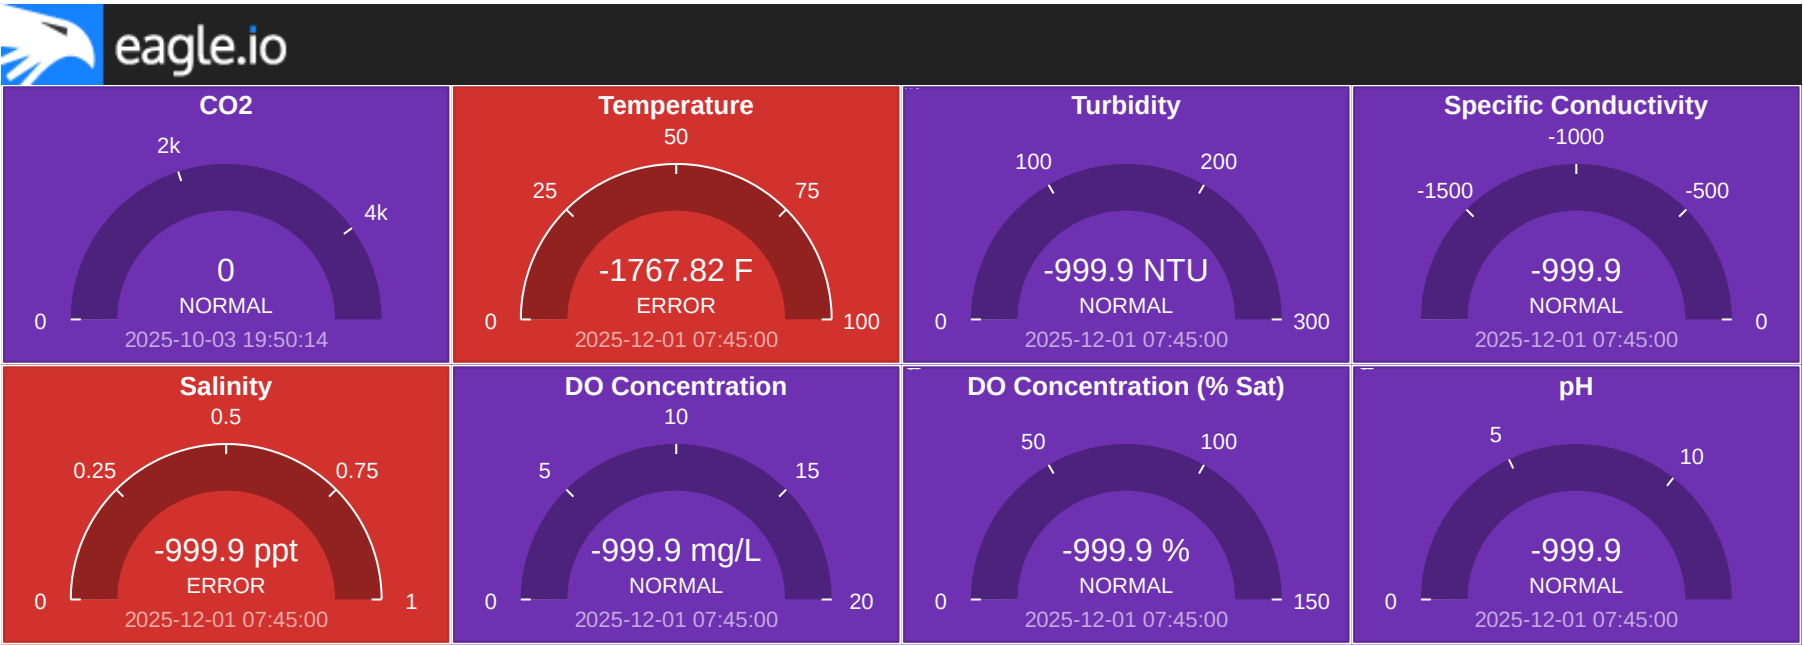 eagle.io
CO2
2k
4k
0
NORMAL
0
2025-10-03 19:50:14
Temperature
50
25
75
-1767.82 F
ERROR
0
100
2025-12-01 07:45:00
Turbidity
100
200
-999.9 NTU
NORMAL
0
300
2025-12-01 07:45:00
Specific Conductivity
-1000
-1500
-500
-999.9
NORMAL
0
2025-12-01 07:45:00
Salinity
0.5
0.25
0.75
-999.9 ppt
ERROR
0
1
2025-12-01 07:45:00
DO Concentration
10
5
15
-999.9 mg/L
NORMAL
0
20
2025-12-01 07:45:00
DO Concentration (% Sat)
50
100
-999.9 %
NORMAL
0
150
2025-12-01 07:45:00
pH
5
10
-999.9
NORMAL
0
2025-12-01 07:45:00